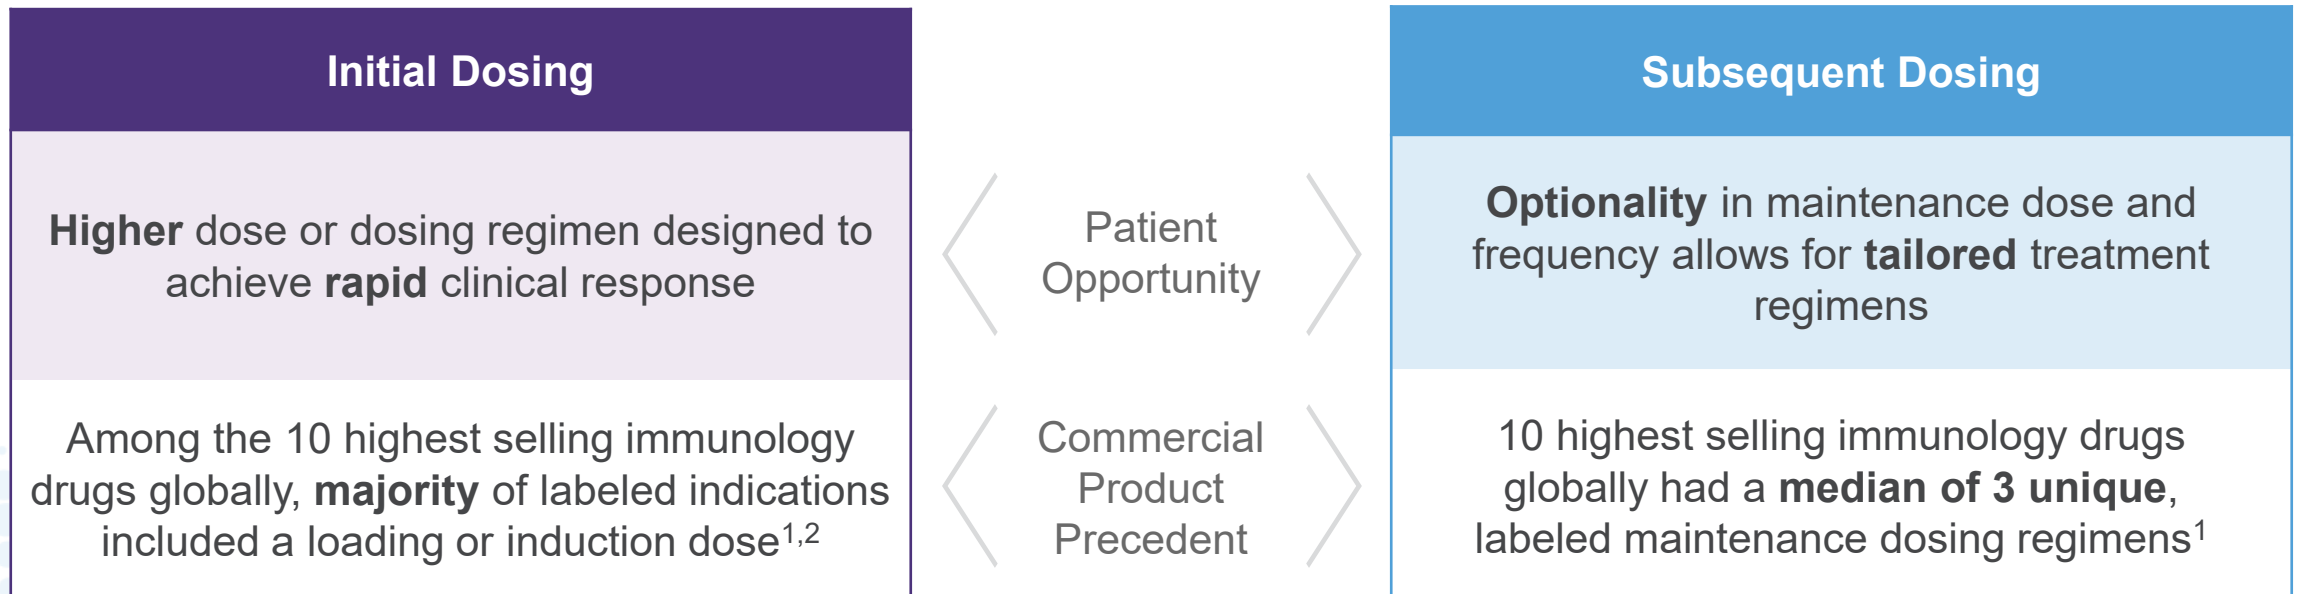 Initial Dosing
Higher dose or dosing regimen designed to
achieve rapid clinical response
Among the 10 highest selling immunology
drugs globally, majority of labeled indications
included a loading or induction dose1,2
Patient
Opportunity
Commercial
Product
Precedent
Subsequent Dosing
Optionality in maintenance dose and
frequency allows for tailored treatment
regimens
10 highest selling immunology drugs
globally had a median of 3 unique,
labeled maintenance dosing regimens1